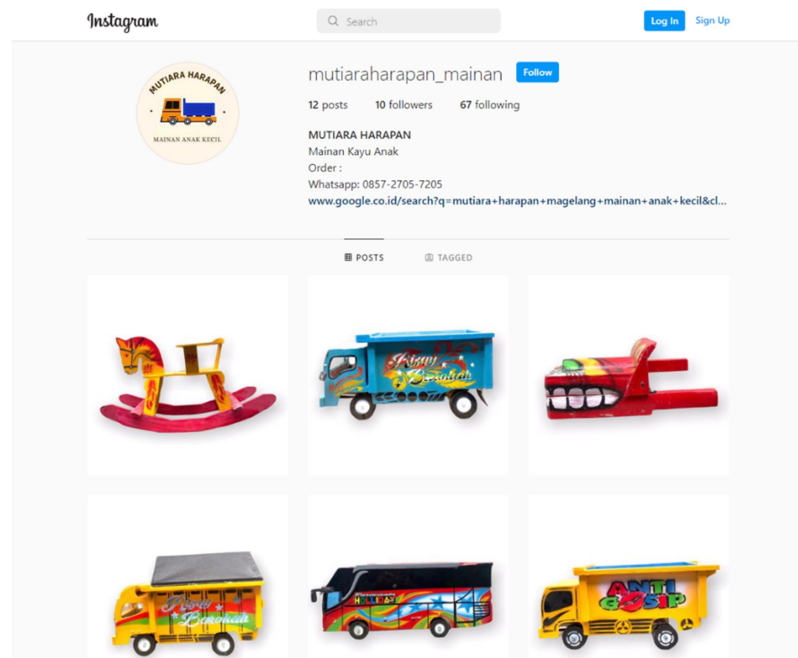 Instagram
Search
Log In
Sign Up
MUTIARA HARAPAN
MAINAN ANAK KECIL
mutiaraharapan_mainan
Follow
12 posts 10 followers 67 following
MUTIARA HARAPAN
Mainan Kayu Anak
Order :
Whatsapp: 0857-2705-7205
www.google.co.id/search?q=mutiara+harapan+magelang+mainan+anak+kecil&cl...
POSTS
TAGGED
HOLLIDAY
ANTI
GOSIP